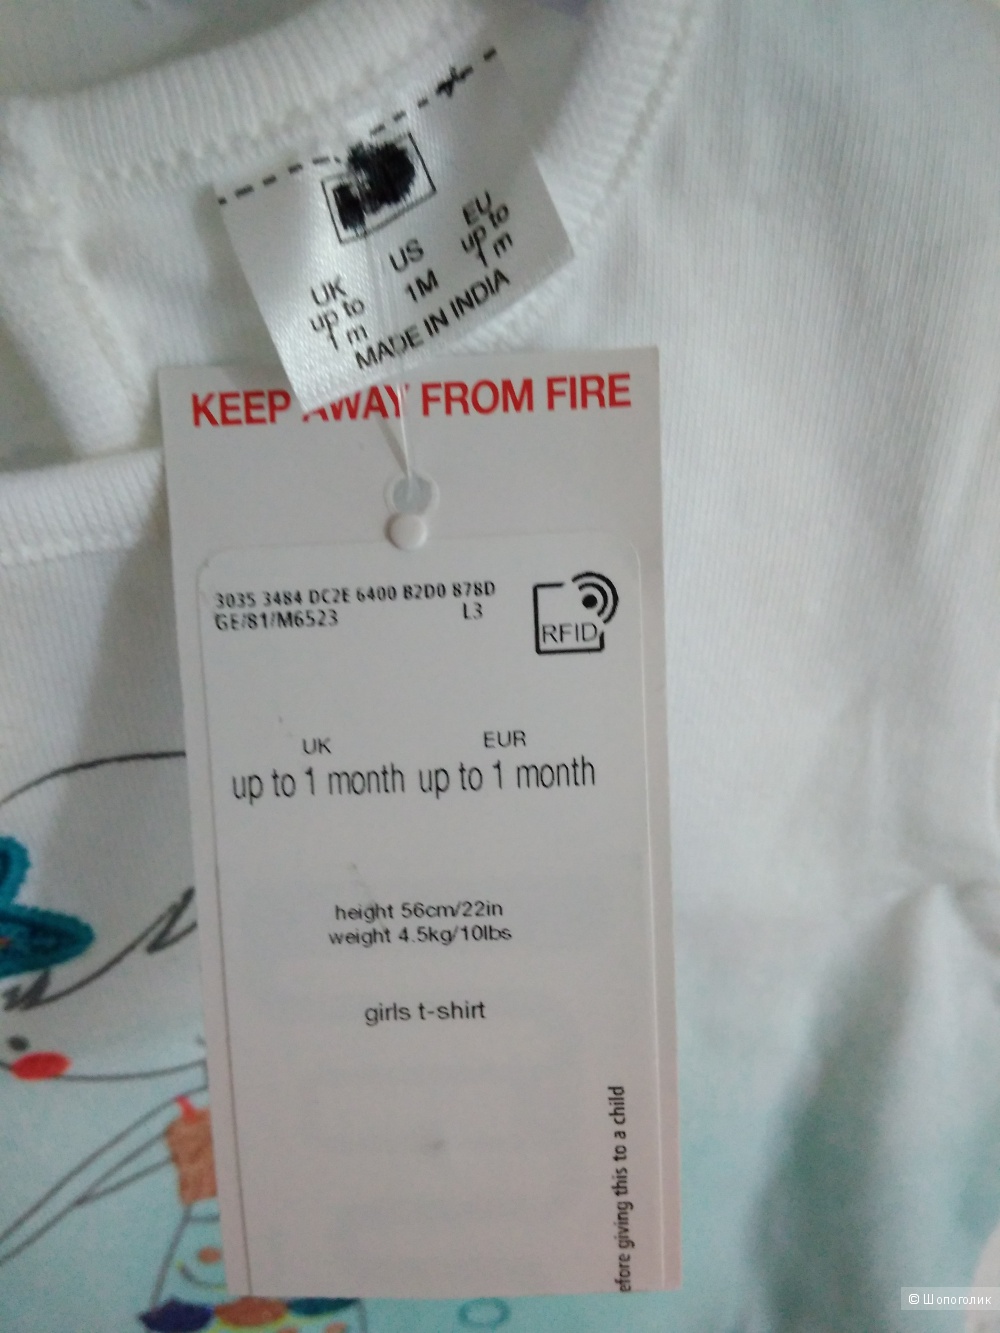 UK
up to
1 m
US
1M
EU
up to
1 m
MADE IN INDIA
KEEP AWAY FROM FIRE
3035 3484 DC2E 6400 B2D0 878D
GE/81/M6523 L3
RFID
UK EUR
up to 1 month up to 1 month
height 56cm/22in
weight 4.5kg/10lbs
girls t-shirt
efore giving this to a child
© Шопоголик